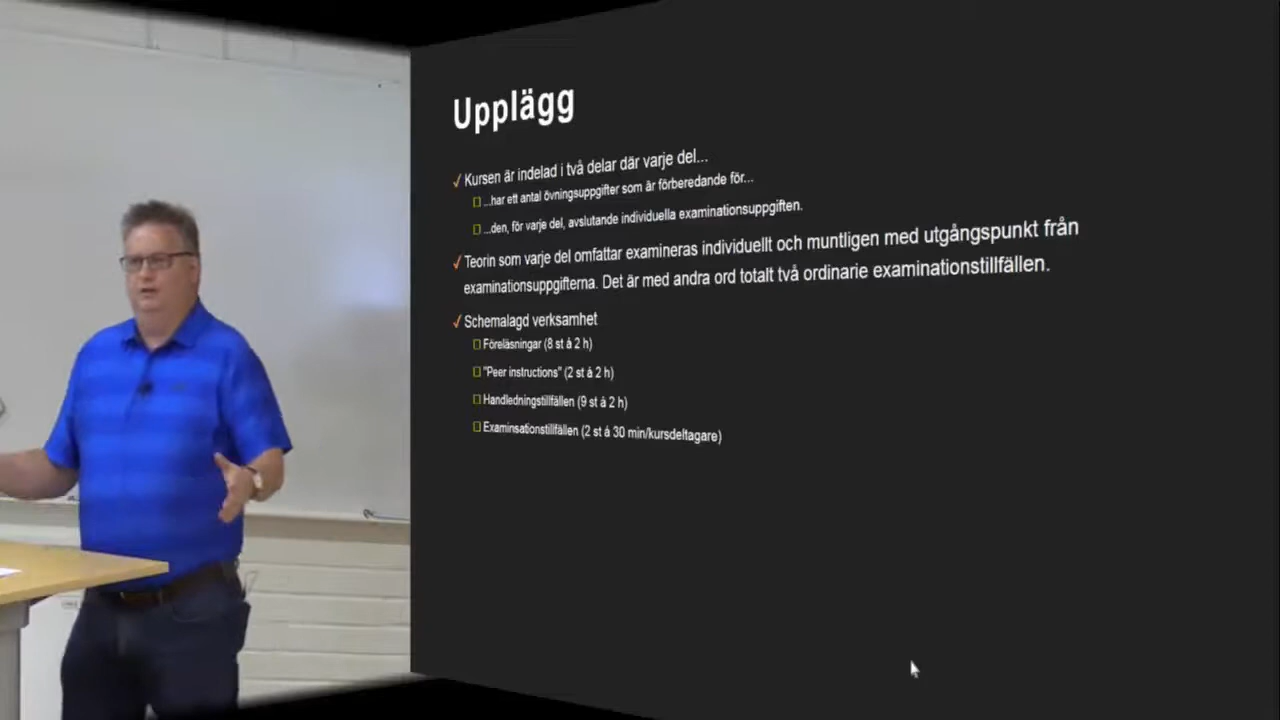 Upplägg
Kursen är indelad i två delar där varje del...
...har ett antal övningsuppgifter som är förberedande för...
...den, för varje del, avslutande individuella examinationsuppgiften.
Teorin som varje del omfattar examineras individuellt och muntligen med utgångspunkt från
examinationsuppgifterna. Det är med andra ord totalt två ordinarie examinationstillfällen.
Schemalagd verksamhet
Föreläsningar (8 st á 2 h)
"Peer instructions" (2 st á 2 h)
Handledningstillfällen (9 st á 2 h)
Examinsationstillfällen (2 st á 30 min/kursdeltagare)